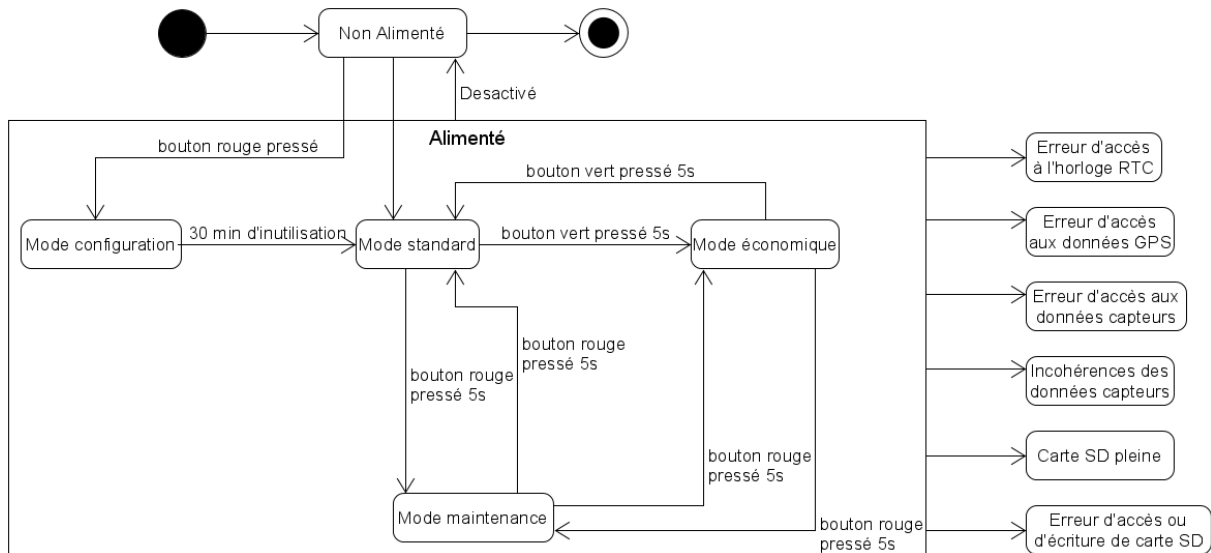 Non Alimenté
Desactivé
Alimenté
bouton rouge pressé
bouton vert pressé 5s
Mode configuration
30 min d'inutilisation
Mode standard
bouton vert pressé 5s
Mode économique
bouton rouge
pressé 5s
bouton rouge
pressé 5s
bouton rouge
pressé 5s
bouton rouge
pressé 5s
Mode maintenance
Erreur d'accès
à l'horloge RTC
Erreur d'accès
aux données GPS
Erreur d'accès aux
données capteurs
Incohérences des
données capteurs
Carte SD pleine
Erreur d'accès ou
d'écriture de carte SD